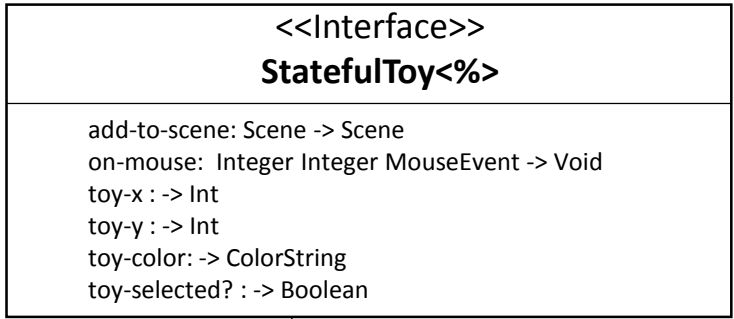 <<Interface>>
StatefulToy<%>
add-to-scene: Scene -> Scene
on-mouse:  Integer Integer MouseEvent -> Void
toy-x : -> Int
toy-y : -> Int
toy-color: -> ColorString
toy-selected? : -> Boolean